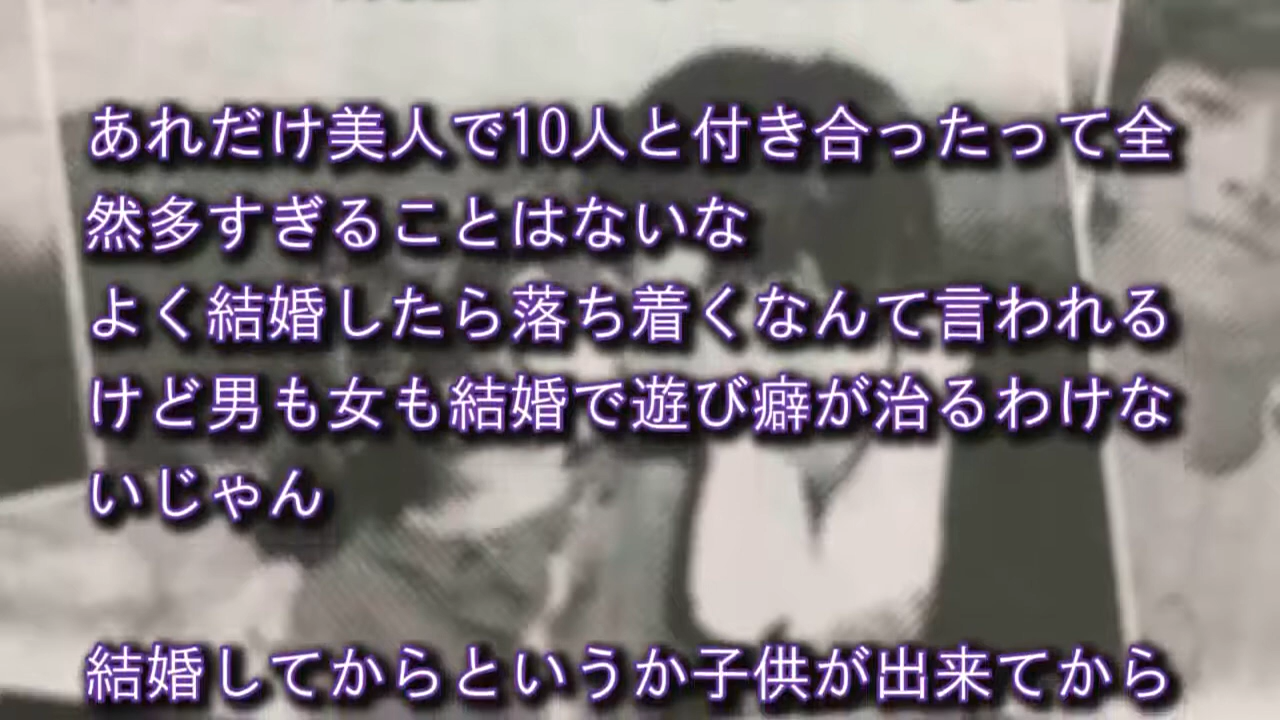 あれだけ美人で10人と付き合ったって全
然多すぎることはないな
よく結婚したら落ち着くなんて言われる
けど男も女も結婚で遊び癖が治るわけな
いじゃん
結婚してからというか子供が出来てから